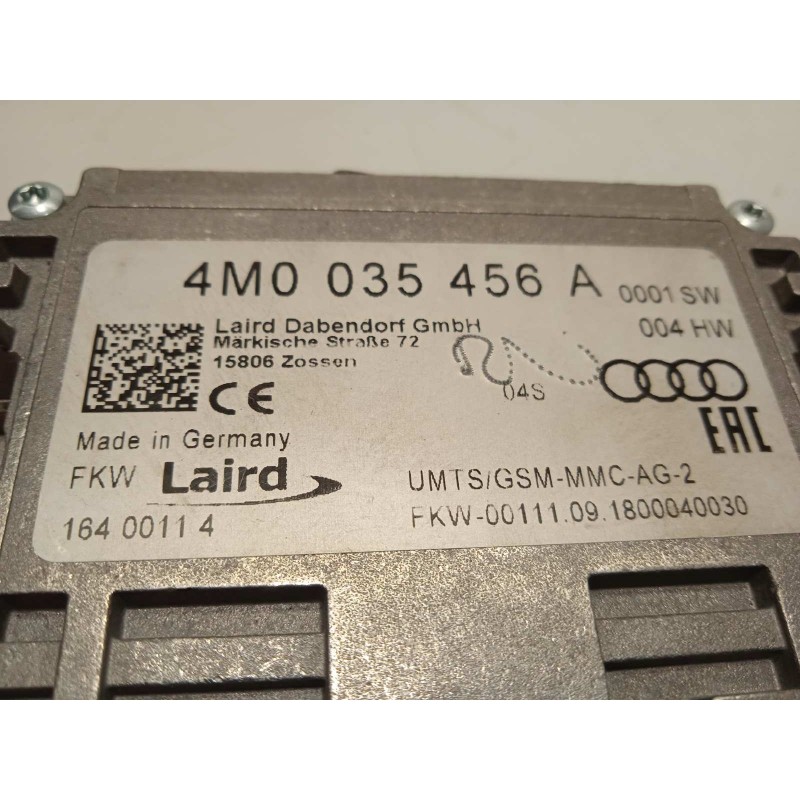 4M0 035 456 A 0001 SW
Laird Dabendorf GmbH 004 HW
Märkische Straße 72
15806 Zossen
04S
CE
EAC
Made in Germany
FKW Laird UMTS/GSM-MMC-AG-2
164 0011 4 FKW-00111.09.1800040030